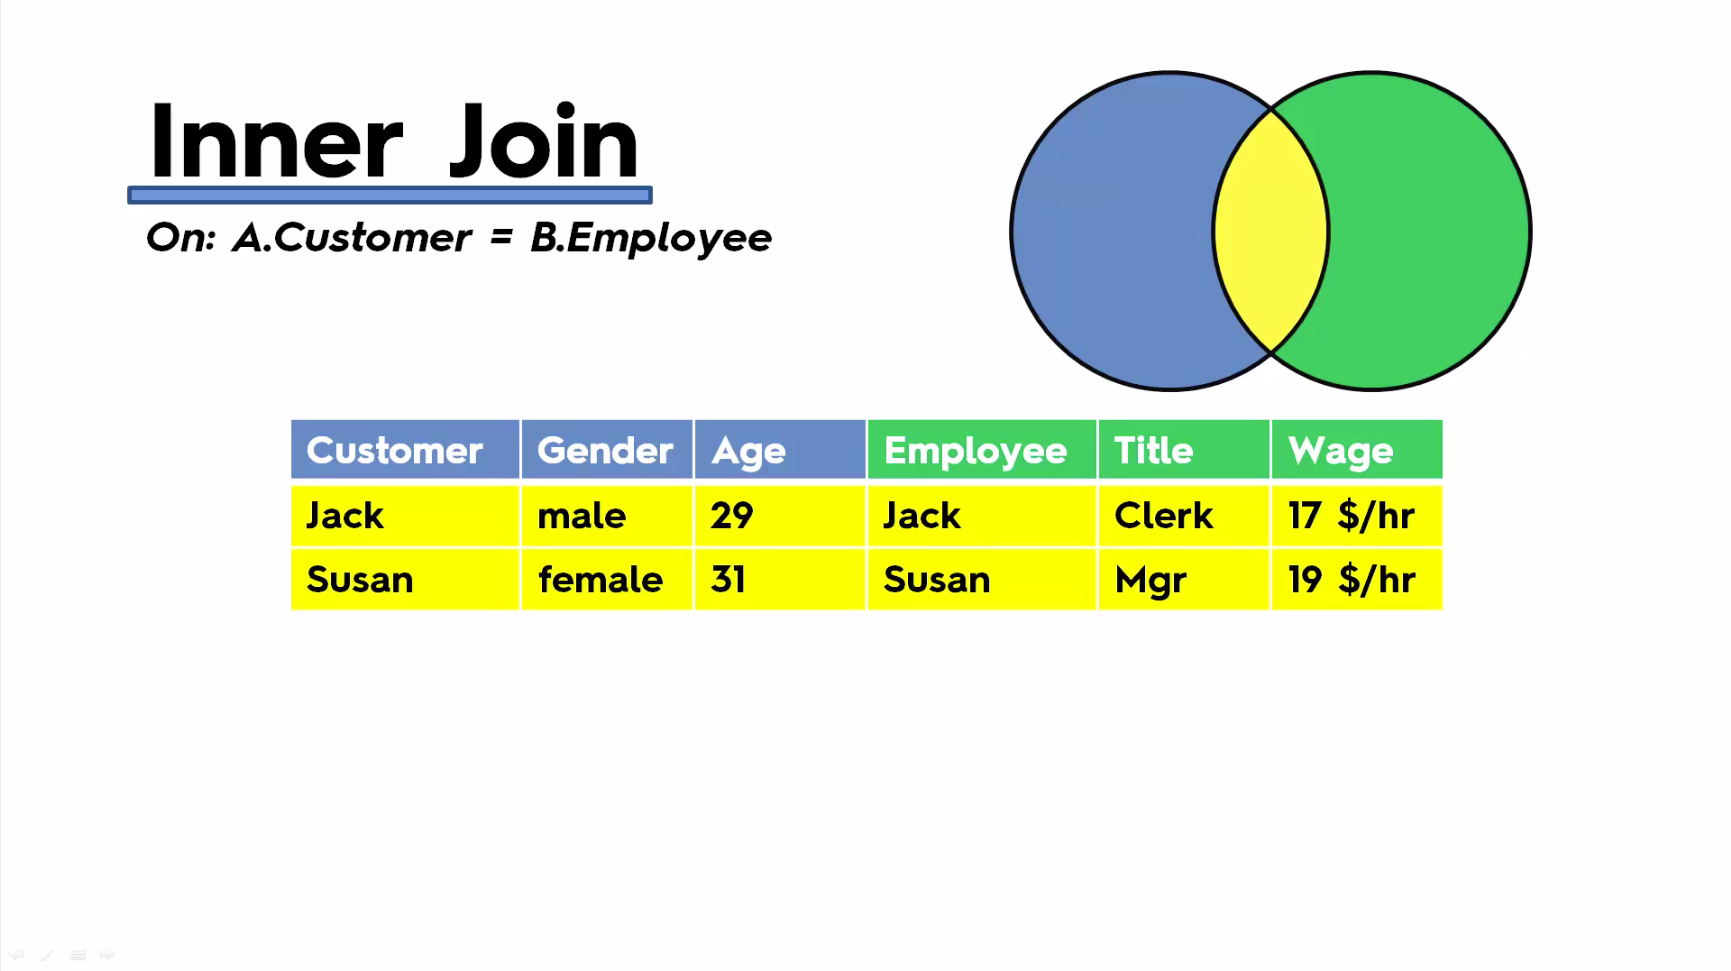 Inner Join
On: A.Customer = B.Employee
Customer Gender Age Employee Title Wage
Jack male 29 Jack Clerk 17 $/hr
Susan female 31 Susan Mgr 19 $/hr